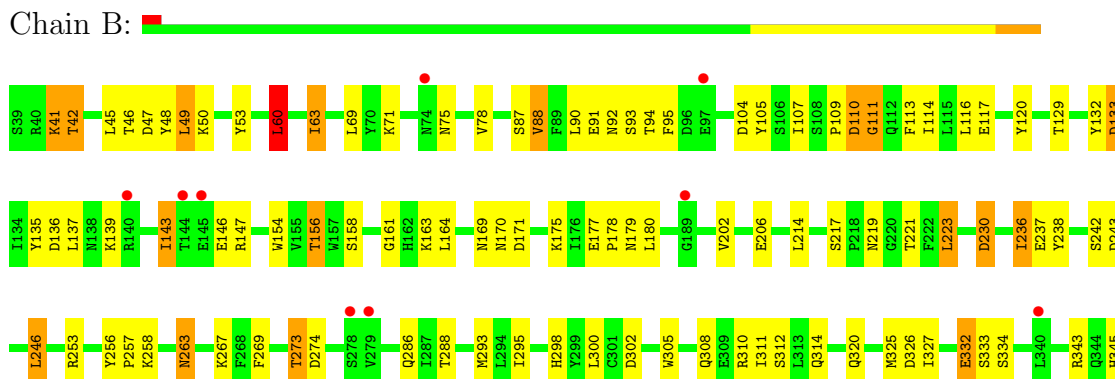 Chain B:
S39 R40 K41 T42 L45 T46 D47 Y48 L49 K50 Y53 L60 I63 L69 Y70 K71 N74 N75 V78 S87 V88 F89 L90 E91 N92 S93 T94 F95 D96 E97 D104 Y105 S106 I107 S108 P109 D110 G111 Q112 F113 I114 L115 L116 E117 Y120 T129 Y132
T134 Y135 D136 L137 N138 K139 R140 I143 T144 E145 E146 R147 W154 V155 T156 W157 S158 G161 H162 K163 L164 N169 N170 D171 K175 I176 E177 P178 N179 L180 G189 V202 E206 L214 S217 P218 N219 G220 T221 F222 L223 D230 I236 E237 Y238 S242
L246 R253 Y256 P257 K258 N263 K267 F268 F269 T273 D274 S278 V279 Q286 I287 T288 M293 L294 I295 H298 Y299 L300 C301 D302 W305 Q308 E309 R310 I311 S312 L313 Q314 Q320 M325 D326 I327 E332 S333 S334 L340 R343 Q344